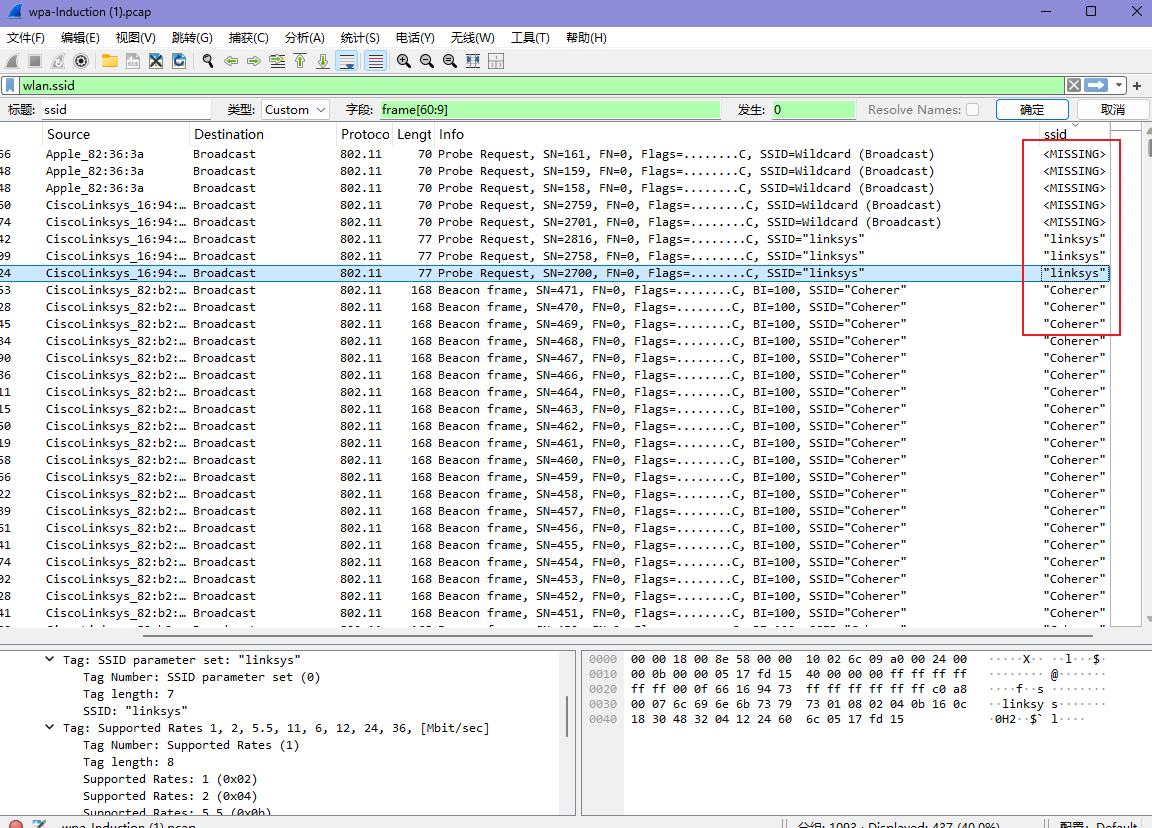 wpa-Induction (1).pcap
文件(F) 编辑(E) 视图(V) 跳转(G) 捕获(C) 分析(A) 统计(S) 电话(Y) 无线(W) 工具(T) 帮助(H)
wlan.ssid
标题: ssid 类型: Custom 字段: frame[60:9] 发生: 0 Resolve Names: 确定 取消
Source Destination Protoco Lengt Info ssid
56 Apple_82:36:3a Broadcast 802.11 70 Probe Request, SN=161, FN=0, Flags=........C, SSID=Wildcard (Broadcast) <MISSING>
48 Apple_82:36:3a Broadcast 802.11 70 Probe Request, SN=159, FN=0, Flags=........C, SSID=Wildcard (Broadcast) <MISSING>
48 Apple_82:36:3a Broadcast 802.11 70 Probe Request, SN=158, FN=0, Flags=........C, SSID=Wildcard (Broadcast) <MISSING>
50 CiscoLinksys_16:94:… Broadcast 802.11 70 Probe Request, SN=2759, FN=0, Flags=........C, SSID=Wildcard (Broadcast) <MISSING>
74 CiscoLinksys_16:94:… Broadcast 802.11 70 Probe Request, SN=2701, FN=0, Flags=........C, SSID=Wildcard (Broadcast) <MISSING>
42 CiscoLinksys_16:94:… Broadcast 802.11 77 Probe Request, SN=2816, FN=0, Flags=........C, SSID="linksys" "linksys"
09 CiscoLinksys_16:94:… Broadcast 802.11 77 Probe Request, SN=2758, FN=0, Flags=........C, SSID="linksys" "linksys"
24 CiscoLinksys_16:94:… Broadcast 802.11 77 Probe Request, SN=2700, FN=0, Flags=........C, SSID="linksys" "linksys"
53 CiscoLinksys_82:b2:… Broadcast 802.11 168 Beacon frame, SN=471, FN=0, Flags=........C, BI=100, SSID="Coherer" "Coherer"
28 CiscoLinksys_82:b2:… Broadcast 802.11 168 Beacon frame, SN=470, FN=0, Flags=........C, BI=100, SSID="Coherer" "Coherer"
45 CiscoLinksys_82:b2:… Broadcast 802.11 168 Beacon frame, SN=469, FN=0, Flags=........C, BI=100, SSID="Coherer" "Coherer"
34 CiscoLinksys_82:b2:… Broadcast 802.11 168 Beacon frame, SN=468, FN=0, Flags=........C, BI=100, SSID="Coherer" "Coherer"
90 CiscoLinksys_82:b2:… Broadcast 802.11 168 Beacon frame, SN=467, FN=0, Flags=........C, BI=100, SSID="Coherer" "Coherer"
36 CiscoLinksys_82:b2:… Broadcast 802.11 168 Beacon frame, SN=466, FN=0, Flags=........C, BI=100, SSID="Coherer" "Coherer"
11 CiscoLinksys_82:b2:… Broadcast 802.11 168 Beacon frame, SN=464, FN=0, Flags=........C, BI=100, SSID="Coherer" "Coherer"
15 CiscoLinksys_82:b2:… Broadcast 802.11 168 Beacon frame, SN=463, FN=0, Flags=........C, BI=100, SSID="Coherer" "Coherer"
50 CiscoLinksys_82:b2:… Broadcast 802.11 168 Beacon frame, SN=462, FN=0, Flags=........C, BI=100, SSID="Coherer" "Coherer"
19 CiscoLinksys_82:b2:… Broadcast 802.11 168 Beacon frame, SN=461, FN=0, Flags=........C, BI=100, SSID="Coherer" "Coherer"
58 CiscoLinksys_82:b2:… Broadcast 802.11 168 Beacon frame, SN=460, FN=0, Flags=........C, BI=100, SSID="Coherer" "Coherer"
56 CiscoLinksys_82:b2:… Broadcast 802.11 168 Beacon frame, SN=459, FN=0, Flags=........C, BI=100, SSID="Coherer" "Coherer"
22 CiscoLinksys_82:b2:… Broadcast 802.11 168 Beacon frame, SN=458, FN=0, Flags=........C, BI=100, SSID="Coherer" "Coherer"
39 CiscoLinksys_82:b2:… Broadcast 802.11 168 Beacon frame, SN=457, FN=0, Flags=........C, BI=100, SSID="Coherer" "Coherer"
51 CiscoLinksys_82:b2:… Broadcast 802.11 168 Beacon frame, SN=456, FN=0, Flags=........C, BI=100, SSID="Coherer" "Coherer"
41 CiscoLinksys_82:b2:… Broadcast 802.11 168 Beacon frame, SN=455, FN=0, Flags=........C, BI=100, SSID="Coherer" "Coherer"
74 CiscoLinksys_82:b2:… Broadcast 802.11 168 Beacon frame, SN=454, FN=0, Flags=........C, BI=100, SSID="Coherer" "Coherer"
02 CiscoLinksys_82:b2:… Broadcast 802.11 168 Beacon frame, SN=453, FN=0, Flags=........C, BI=100, SSID="Coherer" "Coherer"
28 CiscoLinksys_82:b2:… Broadcast 802.11 168 Beacon frame, SN=452, FN=0, Flags=........C, BI=100, SSID="Coherer" "Coherer"
41 CiscoLinksys_82:b2:… Broadcast 802.11 168 Beacon frame, SN=451, FN=0, Flags=........C, BI=100, SSID="Coherer" "Coherer"
Tag: SSID parameter set: "linksys"
Tag Number: SSID parameter set (0)
Tag length: 7
SSID: "linksys"
Tag: Supported Rates 1, 2, 5.5, 11, 6, 12, 24, 36, [Mbit/sec]
Tag Number: Supported Rates (1)
Tag length: 8
Supported Rates: 1 (0x02)
Supported Rates: 2 (0x04)
Supported Rates: 5.5 (0x0b)
0000 00 00 18 00 8e 58 00 00 10 02 6c 09 a0 00 24 00 ·····X·· ··l···$·
0010 00 0b 00 00 05 17 fd 15 40 00 00 00 ff ff ff ff ········ @·······
0020 ff ff 00 0f 66 16 94 73 ff ff ff ff ff ff c0 a8 ····f··s ········
0030 00 07 6c 69 6e 6b 73 79 73 01 08 02 04 0b 16 0c ··linksy s·······
0040 18 30 48 32 04 12 24 60 6c 05 17 fd 15 ·0H2··$` l····
wpa-Induction (1).pcap 分组: 1093 · Displayed: 437 (40.0%) 配置: Default